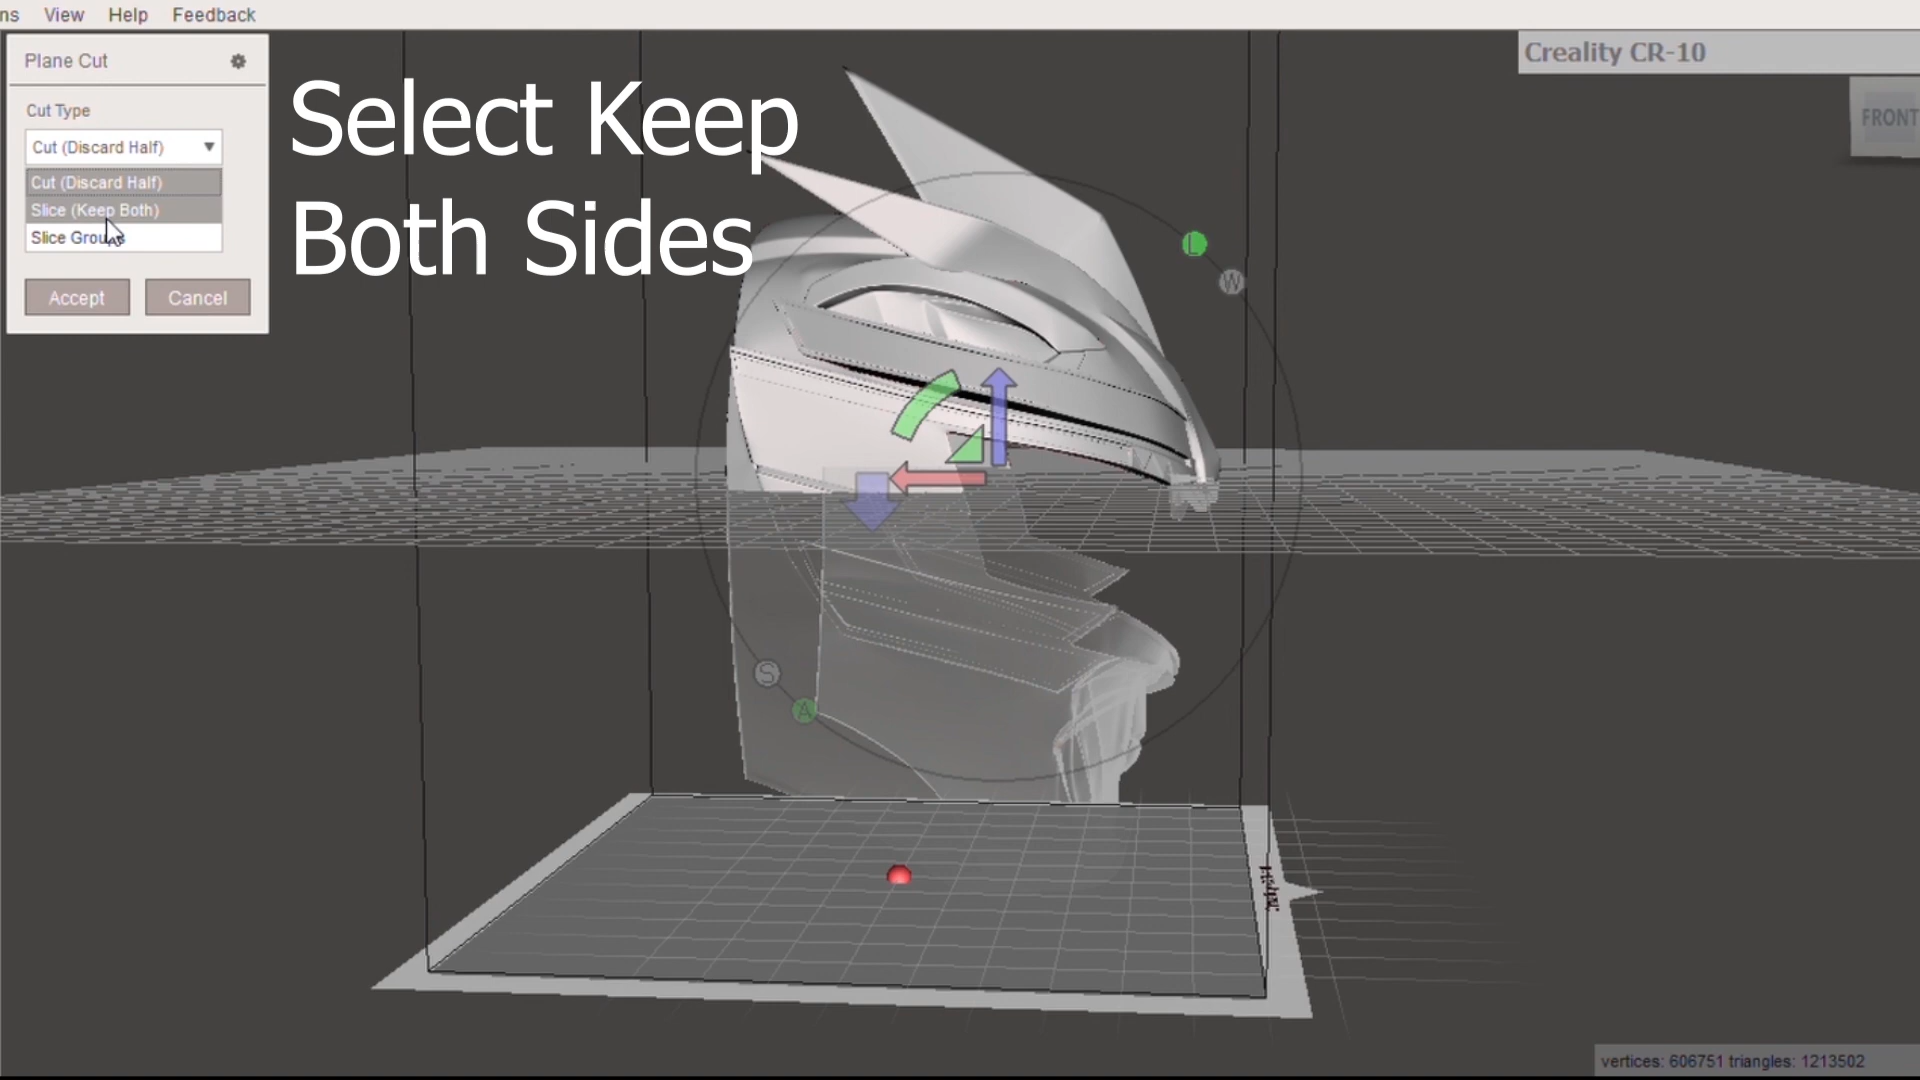 ns View Help Feedback
Plane Cut
Cut Type
Cut (Discard Half)
Cut (Discard Half)
Slice (Keep Both)
Slice
Accept Cancel
Select Keep
Both Sides
Creality CR-10
FRONT
L
W
S
A
vertices: 606751 triangles: 1213502